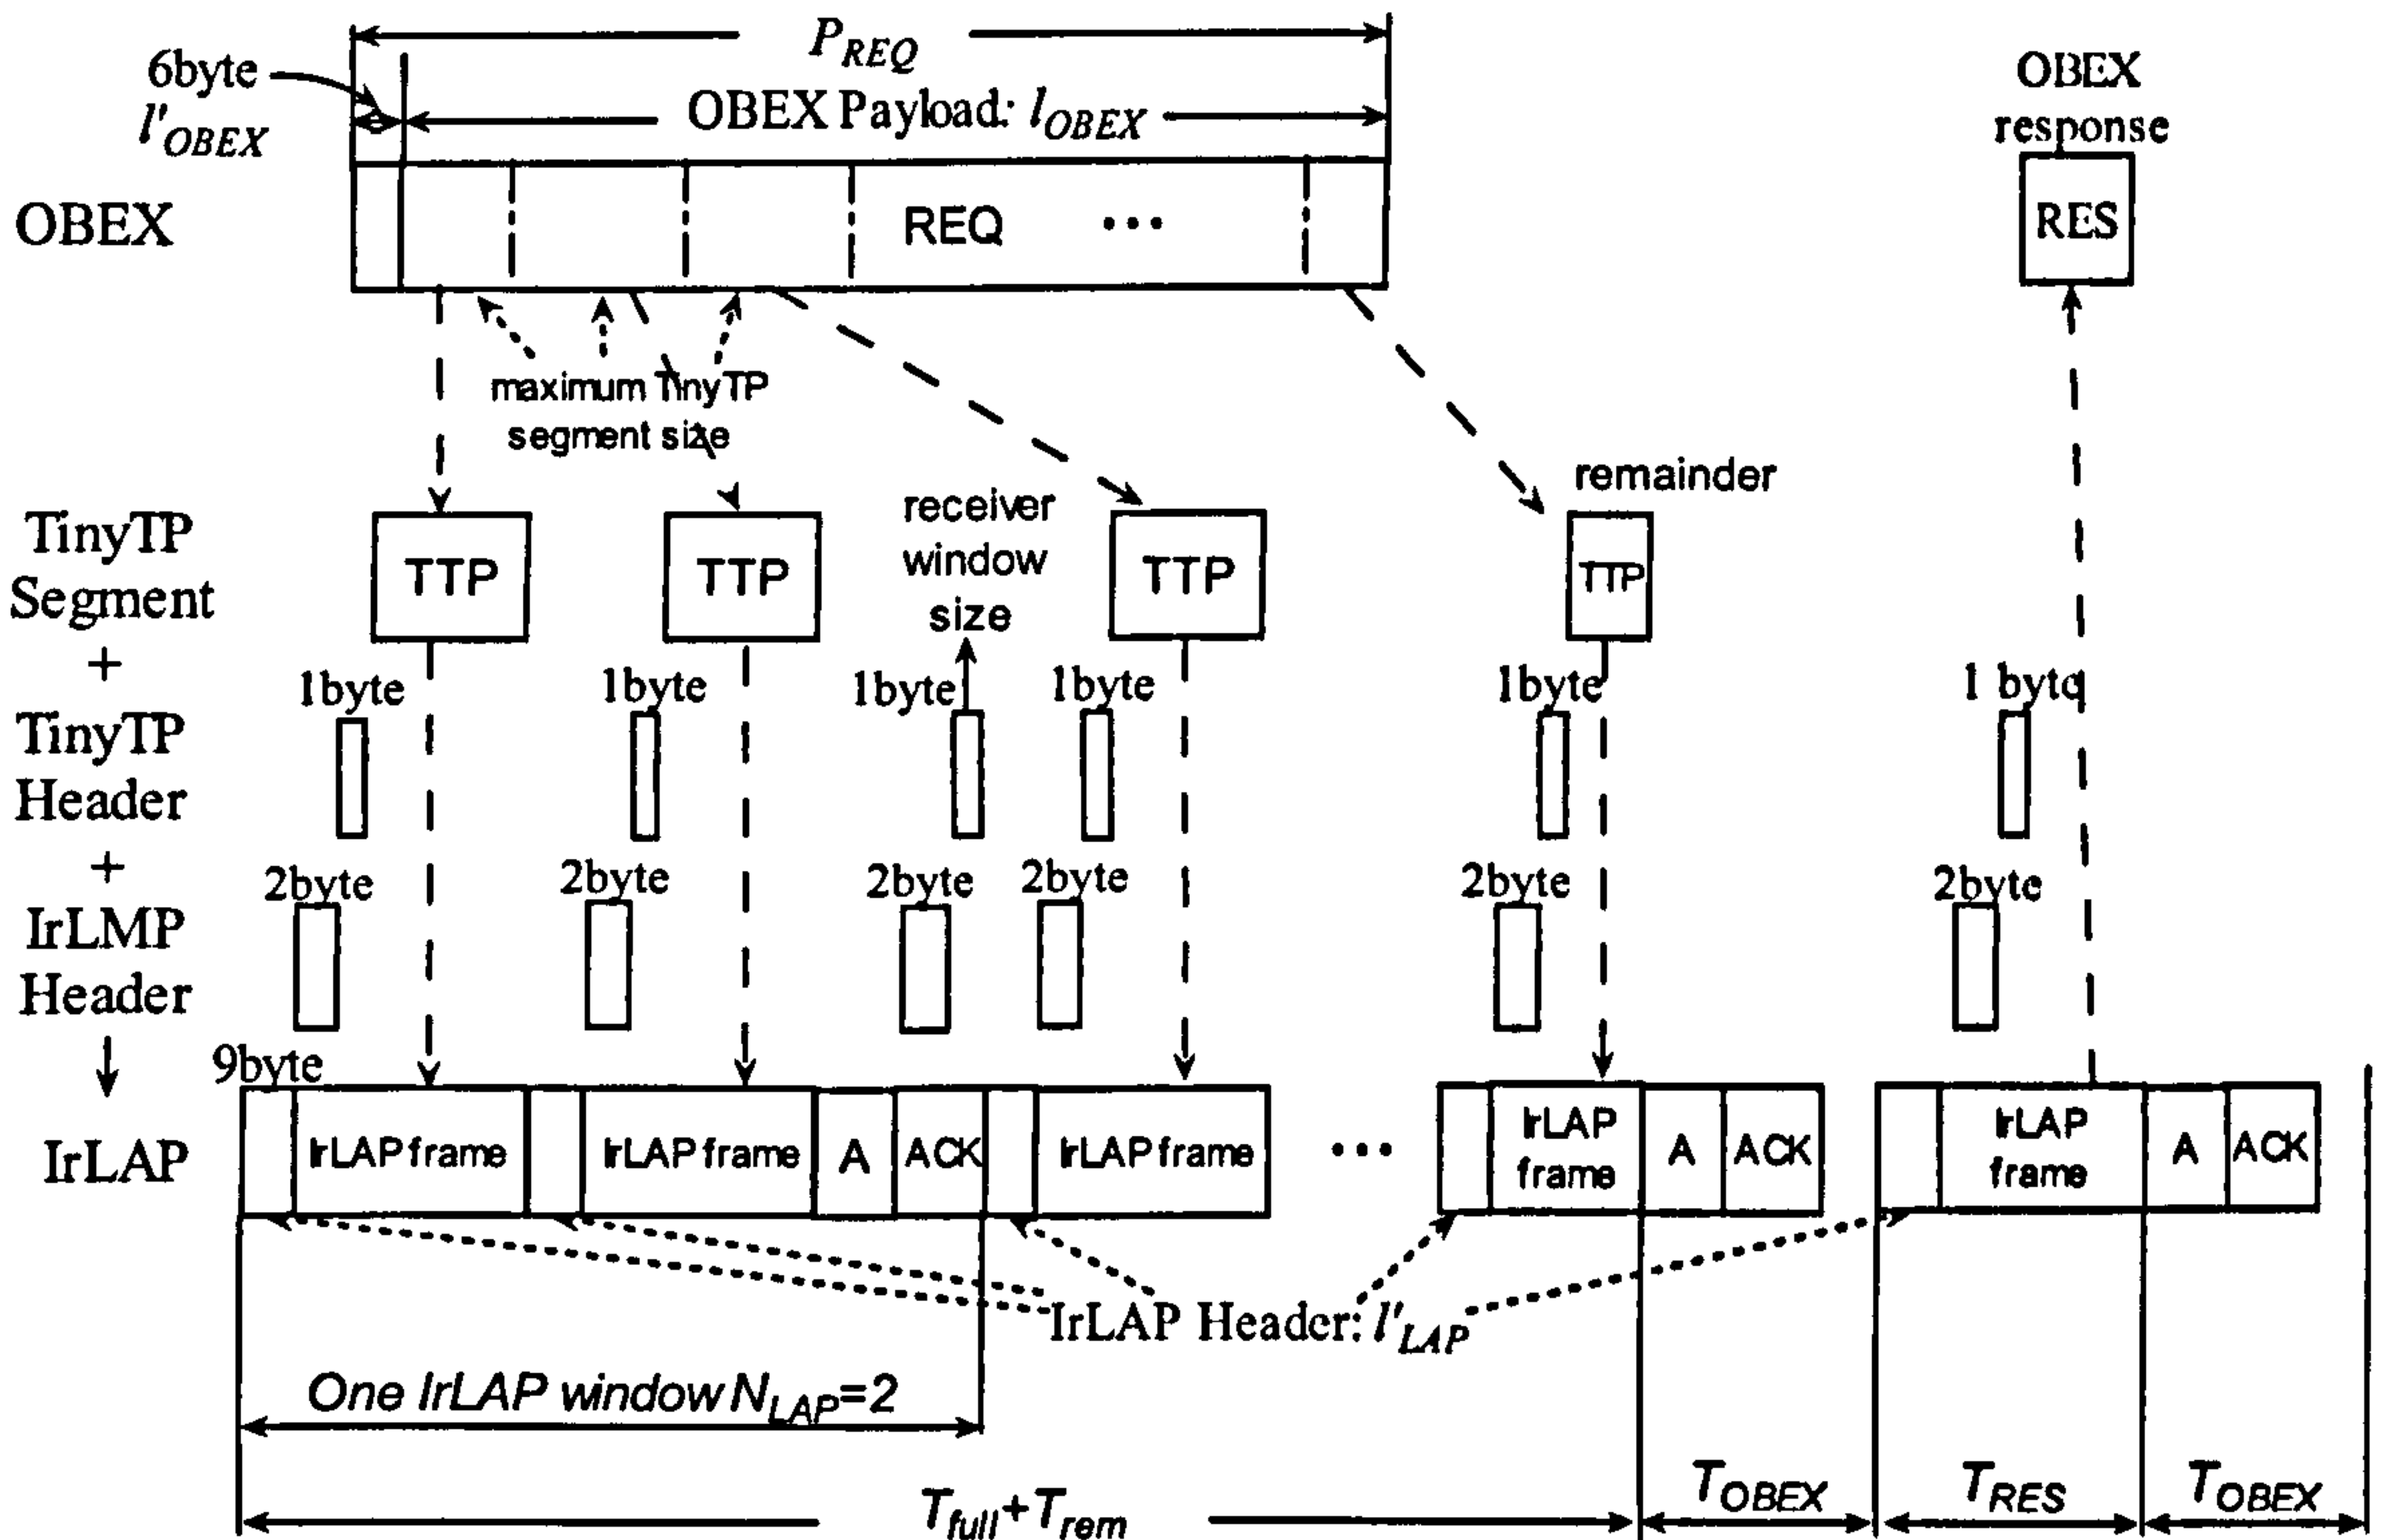 P_REQ
6byte
l'_OBEX
OBEX Payload: l_OBEX
OBEX
response
OBEX
REQ ...
RES
maximum TinyTP
segment size
TinyTP
Segment
+
TinyTP
Header
+
IrLMP
Header
TTP
TTP
receiver
window
size
TTP
remainder
TTP
1byte
1byte
1byte
1byte
1byte
1 byte
2byte
2byte
2byte
2byte
2byte
2byte
9byte
IrLAP
IrLAP frame
IrLAP frame
A
ACK
IrLAP frame
...
IrLAP
frame
A
ACK
IrLAP
frame
A
ACK
IrLAP Header: l'_LAP
One IrLAP window N_LAP=2
T_full+T_rem
T_OBEX
T_RES
T_OBEX